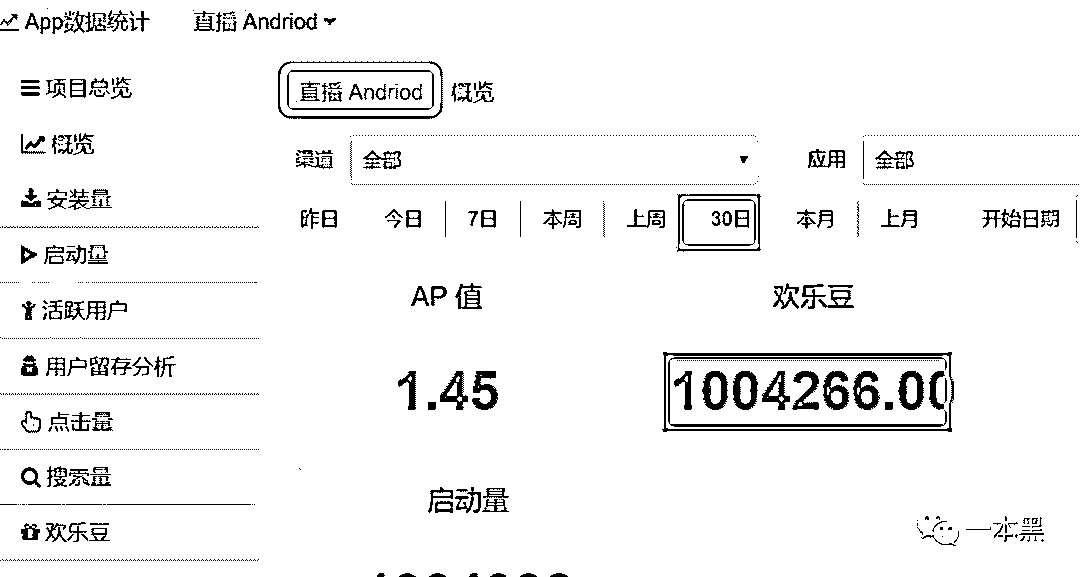 App数据统计 直播 Andriod
项目总览
概览
安装量
启动量
活跃用户
用户留存分析
点击量
搜索量
欢乐豆
直播 Andriod 概览
渠道 全部 应用 全部
昨日 今日 7日 本周 上周 30日 本月 上月 开始日期
AP 值 欢乐豆
1.45 1004266.00
启动量
一本黑